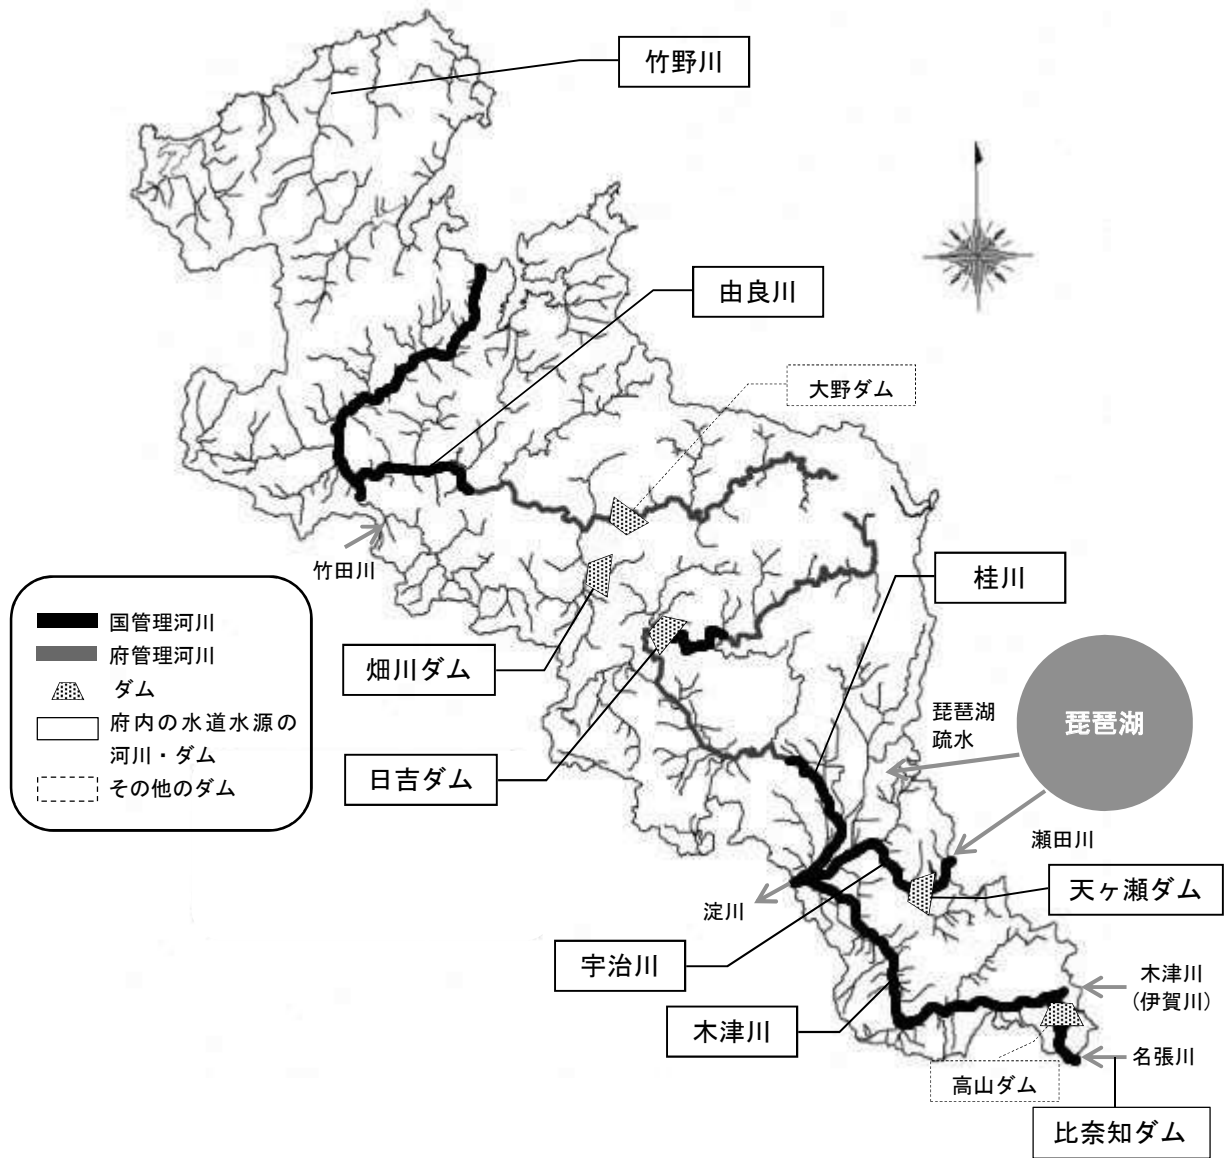 竹野川
由良川
大野ダム
竹田川
桂川
国管理河川
府管理河川
ダム
府内の水道水源の
河川・ダム
その他のダム
畑川ダム
日吉ダム
琵琶湖
疏水
琵琶湖
瀬田川
天ヶ瀬ダム
淀川
宇治川
木津川
木津川
(伊賀川)
名張川
高山ダム
比奈知ダム